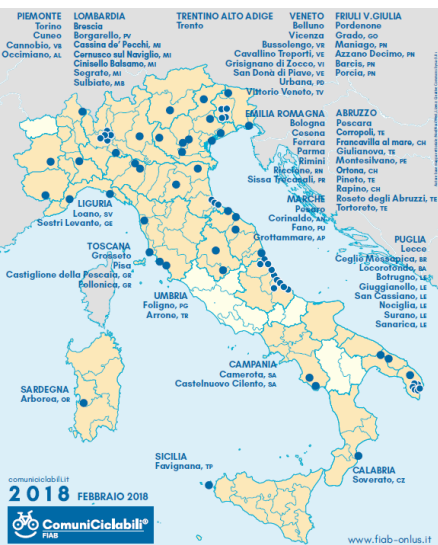 PIEMONTE
Torino
Cuneo
Cannobio, VB
Occimiano, AL
LOMBARDIA
Brescia
Borgarello, PV
Cassina de' Pecchi, MI
Cernusco sul Naviglio, MI
Cinisello Balsamo, MI
Segrate, MI
Sulbiate, MB
TRENTINO ALTO ADIGE
Trento
VENETO
Belluno
Vicenza
Bussolengo, VR
Cavallino Treporti, VE
Grisignano di Zocco, VI
San Donà di Piave, VE
Urbana, PD
Vittorio Veneto, TV
FRIULI V.GIULIA
Pordenone
Grado, GO
Maniago, PN
Azzano Decimo, PN
Barcis, PN
Porcia, PN
EMILIA ROMAGNA
Bologna
Cesena
Ferrara
Parma
Rimini
Riccione, RN
Sissa Trecasali, PR
ABRUZZO
Pescara
Corropoli, TE
Francavilla al mare, CH
Giulianova, TE
Montesilvano, PE
Ortona, CH
Pineto, TE
Rapino, CH
Roseto degli Abruzzi, TE
Tortoreto, TE
MARCHE
Pesaro
Corinaldo, AN
Fano, PU
Grottammare, AP
LIGURIA
Loano, SV
Sestri Levante, GE
TOSCANA
Grosseto
Pisa
Castiglione della Pescaia, GR
Follonica, GR
UMBRIA
Foligno, PG
Arrone, TR
PUGLIA
Lecce
Ceglie Messapica, BR
Locorotondo, BA
Botrugno, LE
Giuggianello, LE
San Cassiano, LE
Nociglia, LE
Surano, LE
Sanarica, LE
CAMPANIA
Camerota, SA
Castelnuovo Cilento, SA
SARDEGNA
Arborea, OR
SICILIA
Favignana, TP
CALABRIA
Soverato, CZ
comuniciclabili.it
2018 FEBBRAIO 2018
ComuniCiclabili®
FIAB
www.fiab-onlus.it